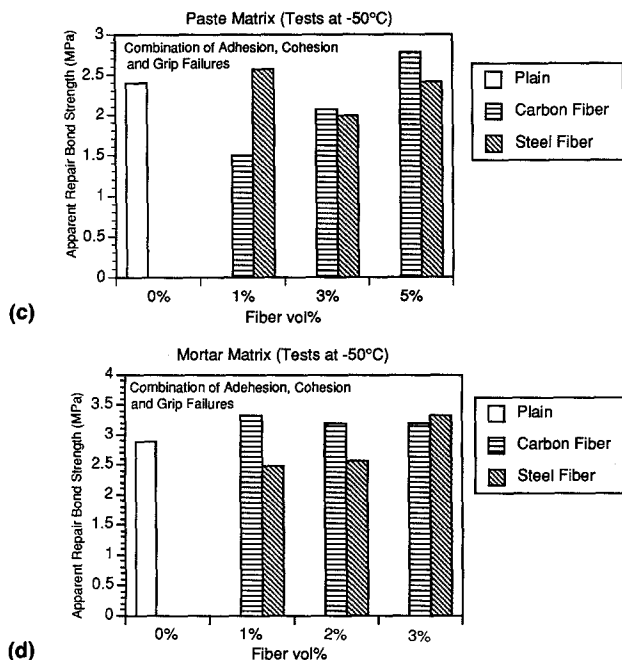 Paste Matrix (Tests at -50°C)
Apparent Repair Bond Strength (MPa)
3
2.5
2
1.5
1
0.5
0
Combination of Adhesion, Cohesion
and Grip Failures
0% 1% 3% 5%
Fiber vol%
Plain
Carbon Fiber
Steel Fiber
(c)
Mortar Matrix (Tests at -50°C)
Apparent Repair Bond Strength (MPa)
4
3.5
3
2.5
2
1.5
1
0.5
0
Combination of Adehesion, Cohesion
and Grip Failures
0% 1% 2% 3%
Fiber vol%
Plain
Carbon Fiber
Steel Fiber
(d)